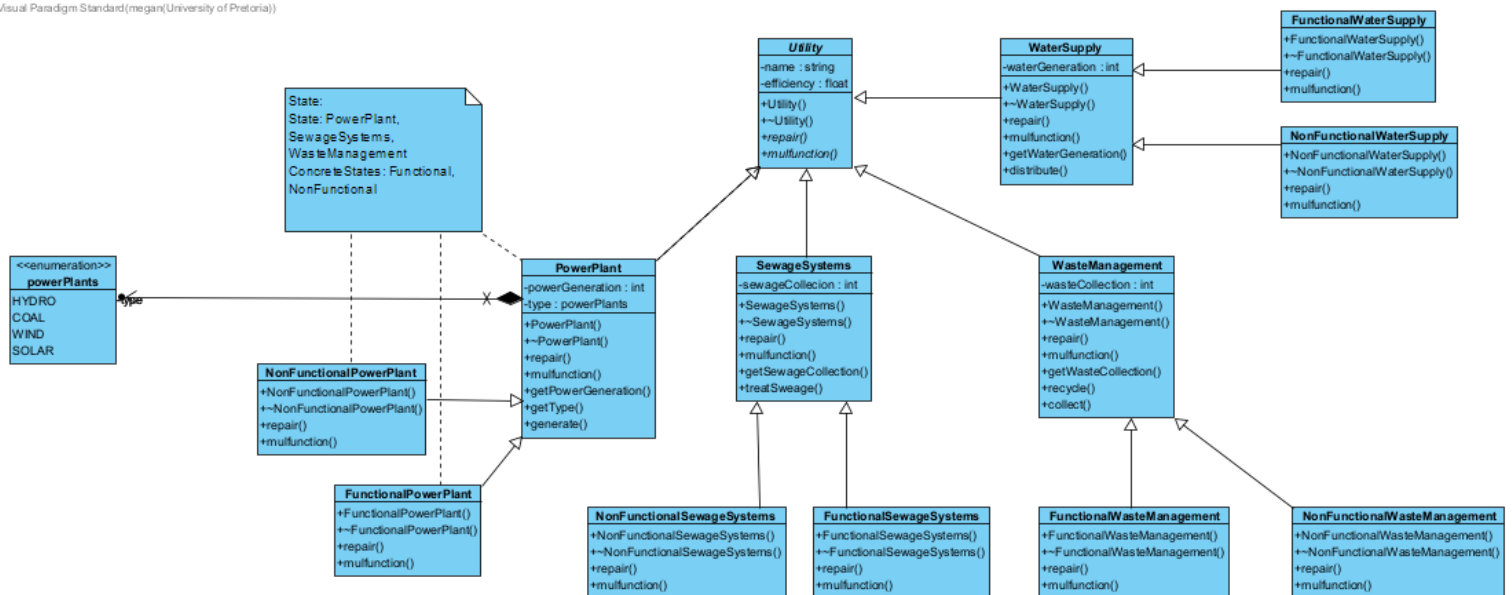 Visual Paradigm Standard(megan(University of Pretoria))
State:
State: PowerPlant,
SewageSystems,
WasteManagement
ConcreteStates: Functional,
NonFunctional
<<enumeration>>
powerPlants
HYDRO
COAL
WIND
SOLAR
type
Utility
-name : string
-efficiency : float
+Utility()
+~Utility()
+repair()
+mulfunction()
WaterSupply
-waterGeneration : int
+WaterSupply()
+~WaterSupply()
+repair()
+mulfunction()
+getWaterGeneration()
+distribute()
FunctionalWaterSupply
+FunctionalWaterSupply()
+~FunctionalWaterSupply()
+repair()
+mulfunction()
NonFunctionalWaterSupply
+NonFunctionalWaterSupply()
+~NonFunctionalWaterSupply()
+repair()
+mulfunction()
PowerPlant
-powerGeneration : int
-type : powerPlants
+PowerPlant()
+~PowerPlant()
+repair()
+mulfunction()
+getPowerGeneration()
+getType()
+generate()
SewageSystems
-sewageCollecion : int
+SewageSystems()
+~SewageSystems()
+repair()
+mulfunction()
+getSewageCollection()
+treatSweage()
WasteManagement
-wasteCollection : int
+WasteManagement()
+~WasteManagement()
+repair()
+mulfunction()
+getWasteCollection()
+recycle()
+collect()
NonFunctionalPowerPlant
+NonFunctionalPowerPlant()
+~NonFunctionalPowerPlant()
+repair()
+mulfunction()
FunctionalPowerPlant
+FunctionalPowerPlant()
+~FunctionalPowerPlant()
+repair()
+mulfunction()
NonFunctionalSewageSystems
+NonFunctionalSewageSystems()
+~NonFunctionalSewageSystems()
+repair()
+mulfunction()
FunctionalSewageSystems
+FunctionalSewageSystems()
+~FunctionalSewageSystems()
+repair()
+mulfunction()
FunctionalWasteManagement
+FunctionalWasteManagement()
+~FunctionalWasteManagement()
+repair()
+mulfunction()
NonFunctionalWasteManagement
+NonFunctionalWasteManagement()
+~NonFunctionalWasteManagement()
+repair()
+mulfunction()